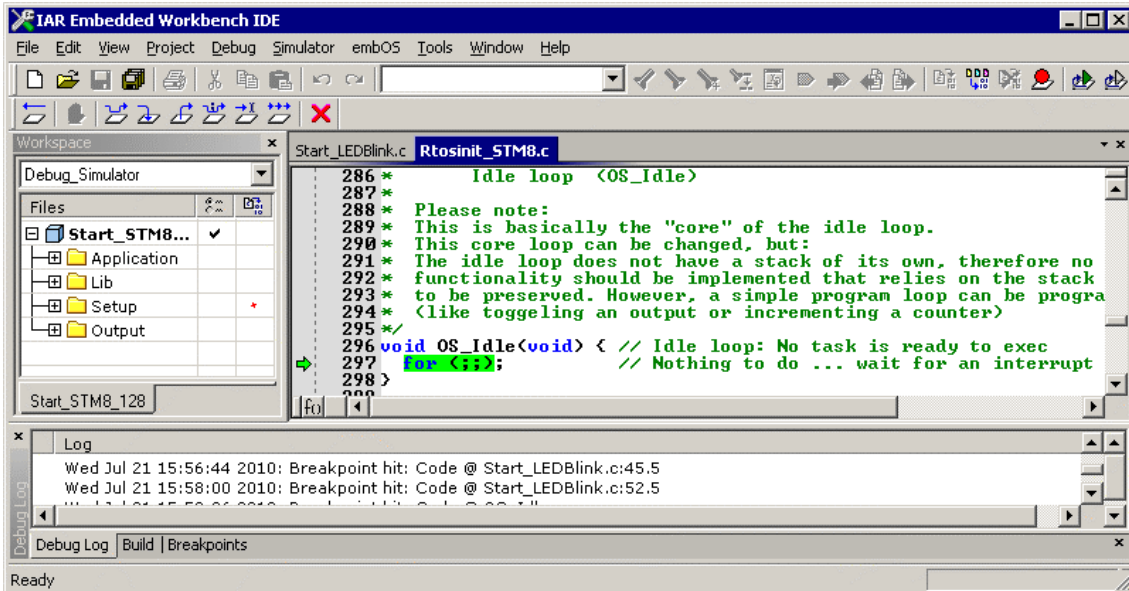 IAR Embedded Workbench IDE
File Edit View Project Debug Simulator embOS Tools Window Help
Workspace
Debug_Simulator
Files
Start_STM8...
Application
Lib
Setup
Output
Start_STM8_128
Start_LEDBlink.c Rtosinit_STM8.c
286 * Idle loop (OS_Idle)
287 *
288 * Please note:
289 * This is basically the "core" of the idle loop.
290 * This core loop can be changed, but:
291 * The idle loop does not have a stack of its own, therefore no
292 * functionality should be implemented that relies on the stack
293 * to be preserved. However, a simple program loop can be progra
294 * (like toggeling an output or incrementing a counter)
295 */
296 void OS_Idle(void) { // Idle loop: No task is ready to exec
297 for (;;); // Nothing to do ... wait for an interrupt
298 }
Log
Wed Jul 21 15:56:44 2010: Breakpoint hit: Code @ Start_LEDBlink.c:45.5
Wed Jul 21 15:58:00 2010: Breakpoint hit: Code @ Start_LEDBlink.c:52.5
Debug Log
Debug Log Build Breakpoints
Ready